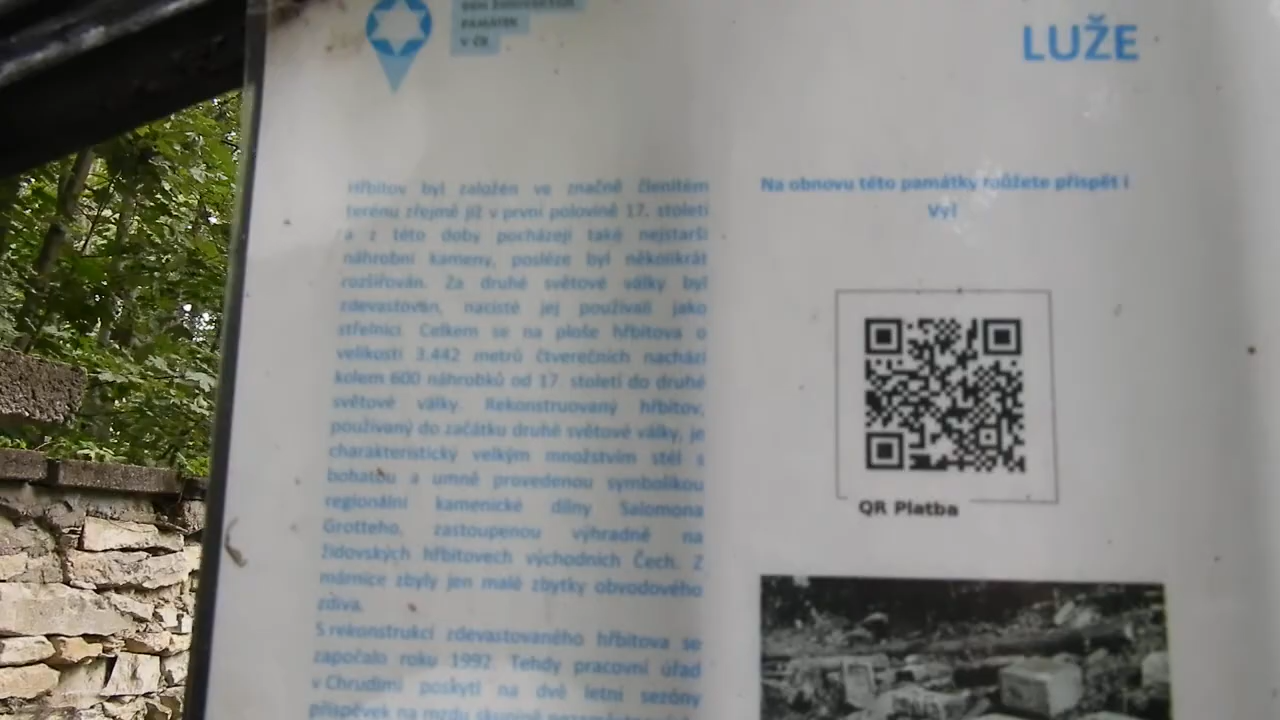 DEN ŽIDOVSKÝCH
PAMÁTEK
V ČR
LUŽE
Hřbitov byl založen ve značně členitém
terénu zřejmě již v první polovině 17. století
a z této doby pocházejí také nejstarší
náhrobní kameny, posléze byl několikrát
rozšiřován. Za druhé světové války byl
zdevastován, nacisté jej používali jako
střelnici. Celkem se na ploše hřbitova o
velikosti 3.442 metrů čtverečních nachází
kolem 600 náhrobků od 17. století do druhé
světové války. Rekonstruovaný hřbitov,
používaný do začátku druhé světové války, je
charakteristický velkým množstvím stél s
bohatou a umně provedenou symbolikou
regionální kamenické dílny Salomona
Grotteho, zastoupenou výhradně na
židovských hřbitovech východních Čech. Z
márnice zbyly jen malé zbytky obvodového
zdiva.
S rekonstrukcí zdevastovaného hřbitova se
započalo roku 1992. Tehdy pracovní úřad
v Chrudimi poskytl na dvě letní sezóny
příspěvek na mzdu skupině
Na obnovu této památky můžete přispět i
Vy!
QR Platba